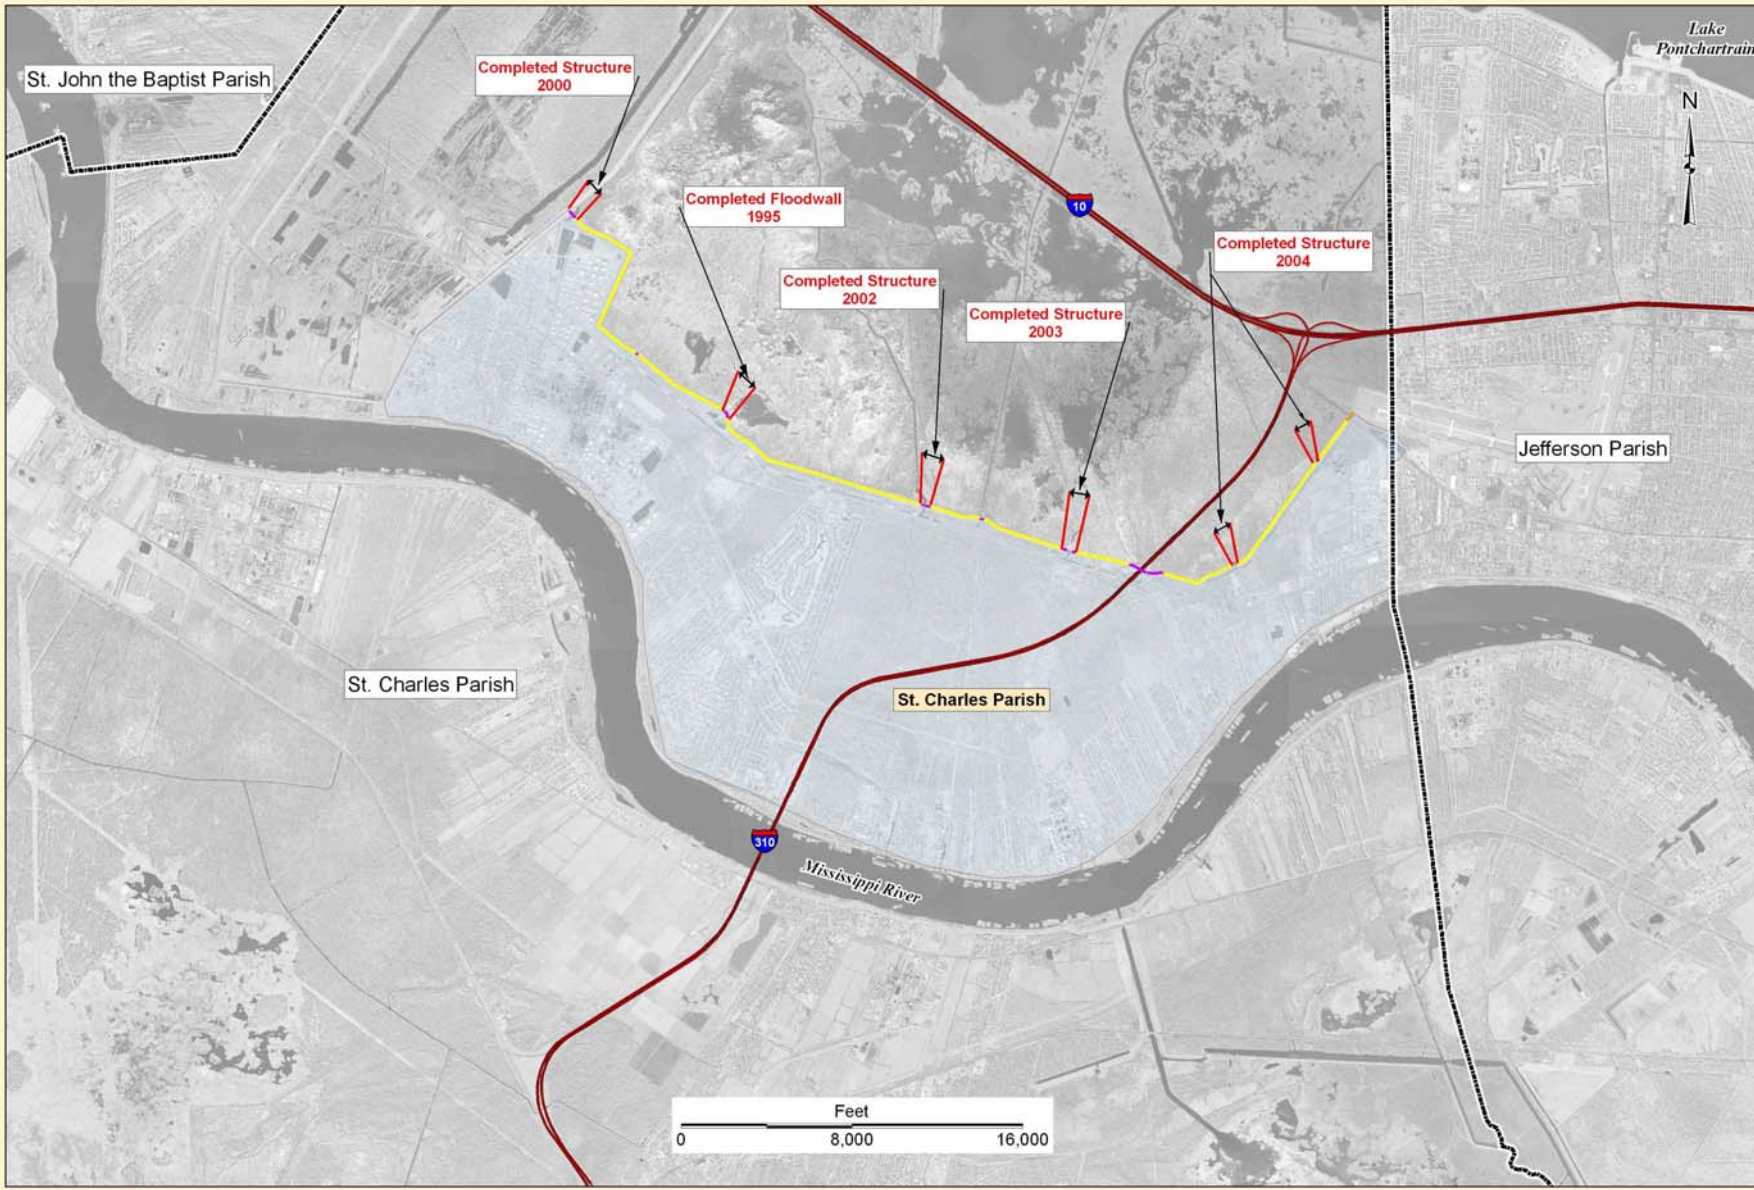 Lake
Pontchartrain
St. John the Baptist Parish
Completed Structure
2000
N
Completed Floodwall
1995
10
Completed Structure
2004
Completed Structure
2002
Completed Structure
2003
Jefferson Parish
St. Charles Parish
St. Charles Parish
310
Mississippi River
Feet
0 8,000 16,000